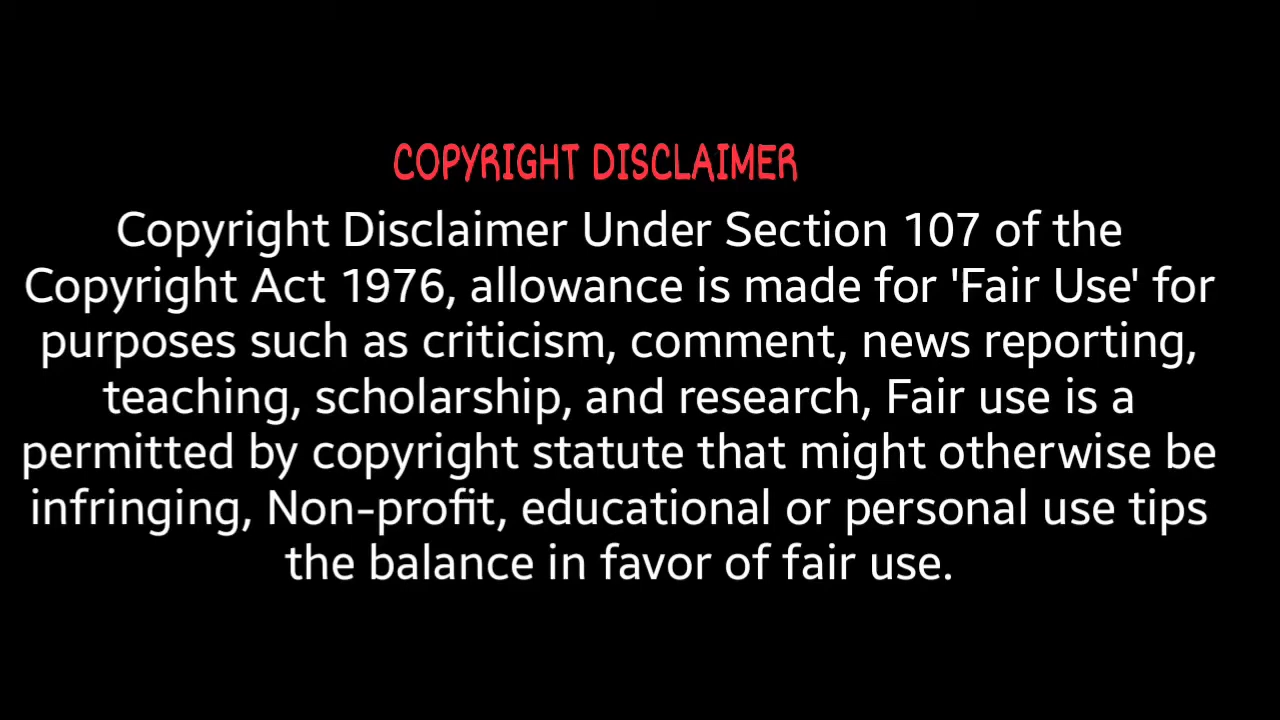 COPYRIGHT DISCLAIMER
Copyright Disclaimer Under Section 107 of the
Copyright Act 1976, allowance is made for 'Fair Use' for
purposes such as criticism, comment, news reporting,
teaching, scholarship, and research, Fair use is a
permitted by copyright statute that might otherwise be
infringing, Non-profit, educational or personal use tips
the balance in favor of fair use.